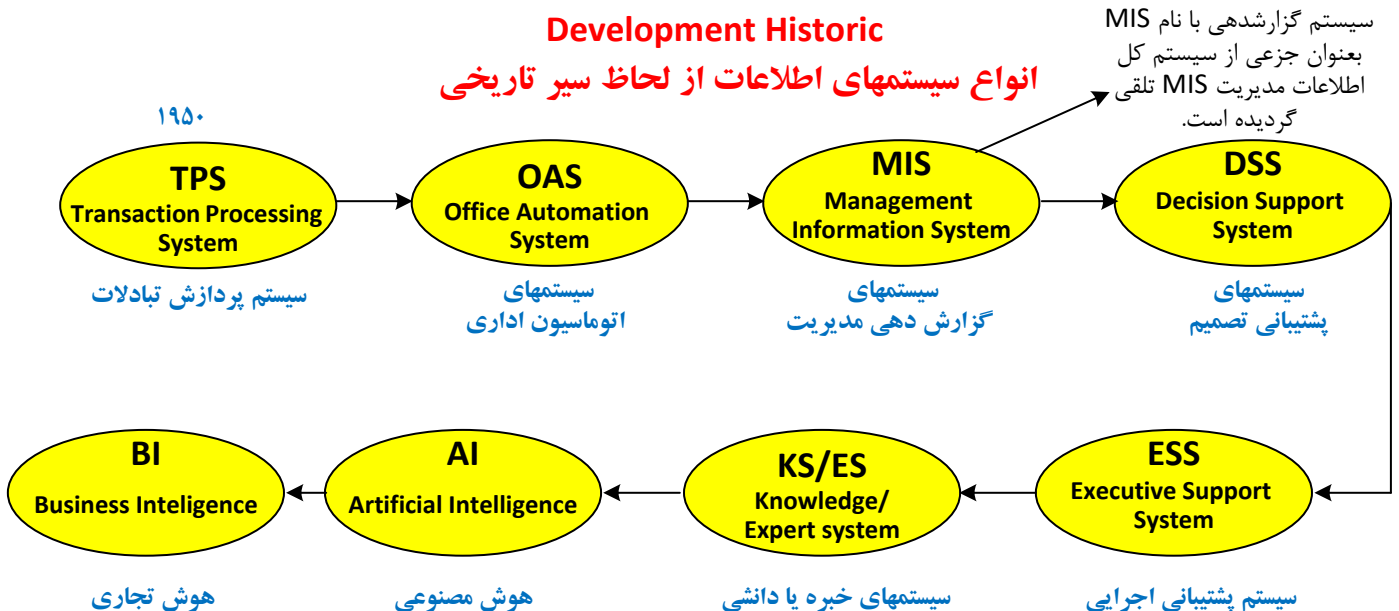 Development Historic
انواع سیستمهای اطلاعات از لحاظ سیر تاریخی
سیستم گزارشدهی با نام MIS
بعنوان جزعی از سیستم کل
اطلاعات مدیریت MIS تلقی
گردیده است.
۱۹۵۰
TPS
Transaction Processing
System
سیستم پردازش تبادلات
OAS
Office Automation
System
سیستمهای
اتوماسیون اداری
MIS
Management
Information System
سیستمهای
گزارش دهی مدیریت
DSS
Decision Support
System
سیستمهای
پشتیبانی تصمیم
ESS
Executive Support
System
سیستم پشتیبانی اجرایی
KS/ES
Knowledge/
Expert system
سیستمهای خبره یا دانشی
AI
Artificial Intelligence
هوش مصنوعی
BI
Business Inteligence
هوش تجاری